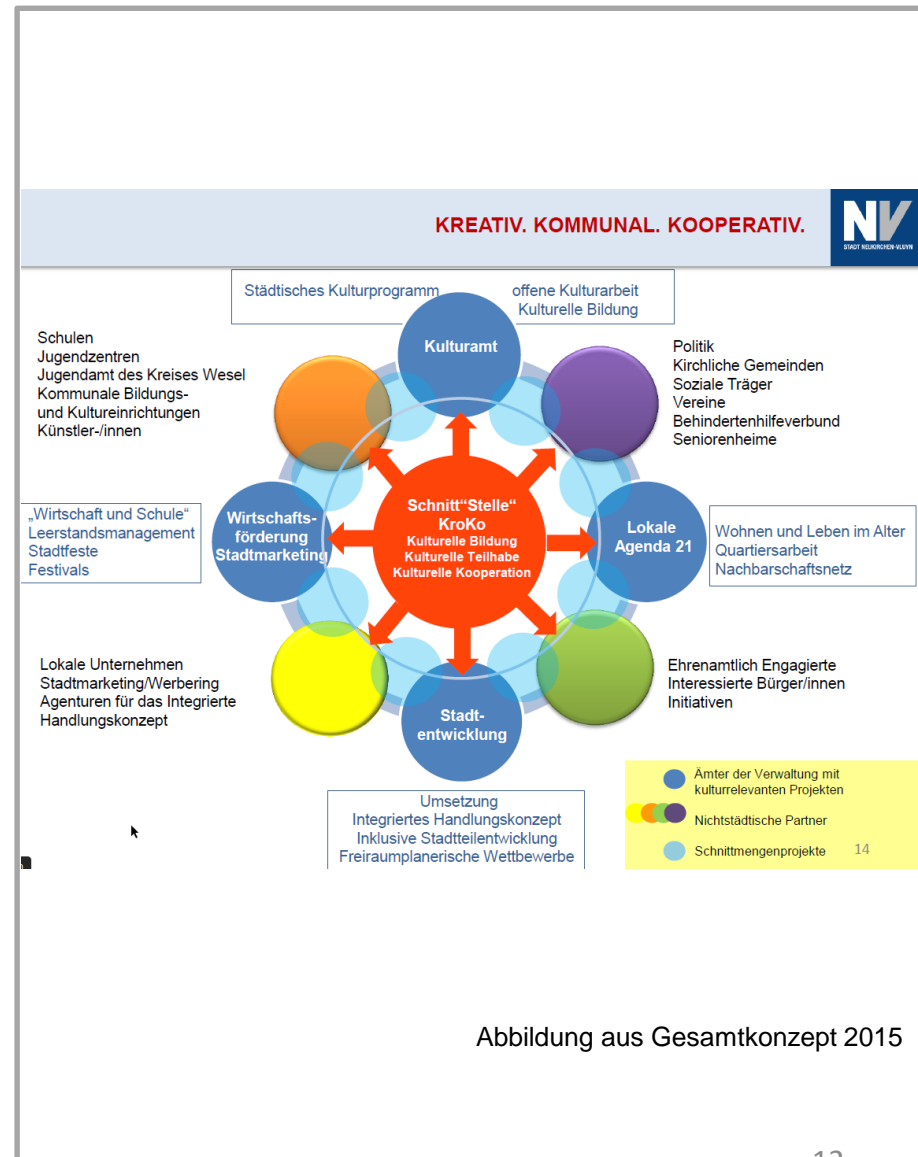 KREATIV. KOMMUNAL. KOOPERATIV.
NV
STADT NEUKIRCHEN-VLUYN
Städtisches Kulturprogramm
offene Kulturarbeit
Kulturelle Bildung
Kulturamt
Schulen
Jugendzentren
Jugendamt des Kreises Wesel
Kommunale Bildungs-
und Kultureinrichtungen
Künstler-/innen
Politik
Kirchliche Gemeinden
Soziale Träger
Vereine
Behindertenhilfeverbund
Seniorenheime
„Wirtschaft und Schule“
Leerstandsmanagement
Stadtfeste
Festivals
Wirtschafts-
förderung
Stadtmarketing
Schnitt"Stelle"
KroKo
Kulturelle Bildung
Kulturelle Teilhabe
Kulturelle Kooperation
Lokale
Agenda 21
Wohnen und Leben im Alter
Quartiersarbeit
Nachbarschaftsnetz
Lokale Unternehmen
Stadtmarketing/Werbering
Agenturen für das Integrierte
Handlungskonzept
Stadt-
entwicklung
Ehrenamtlich Engagierte
Interessierte Bürger/innen
Initiativen
Umsetzung
Integriertes Handlungskonzept
Inklusive Stadtteilentwicklung
Freiraumplanerische Wettbewerbe
Ämter der Verwaltung mit
kulturrelevanten Projekten
Nichtstädtische Partner
Schnittmengenprojekte
14
Abbildung aus Gesamtkonzept 2015